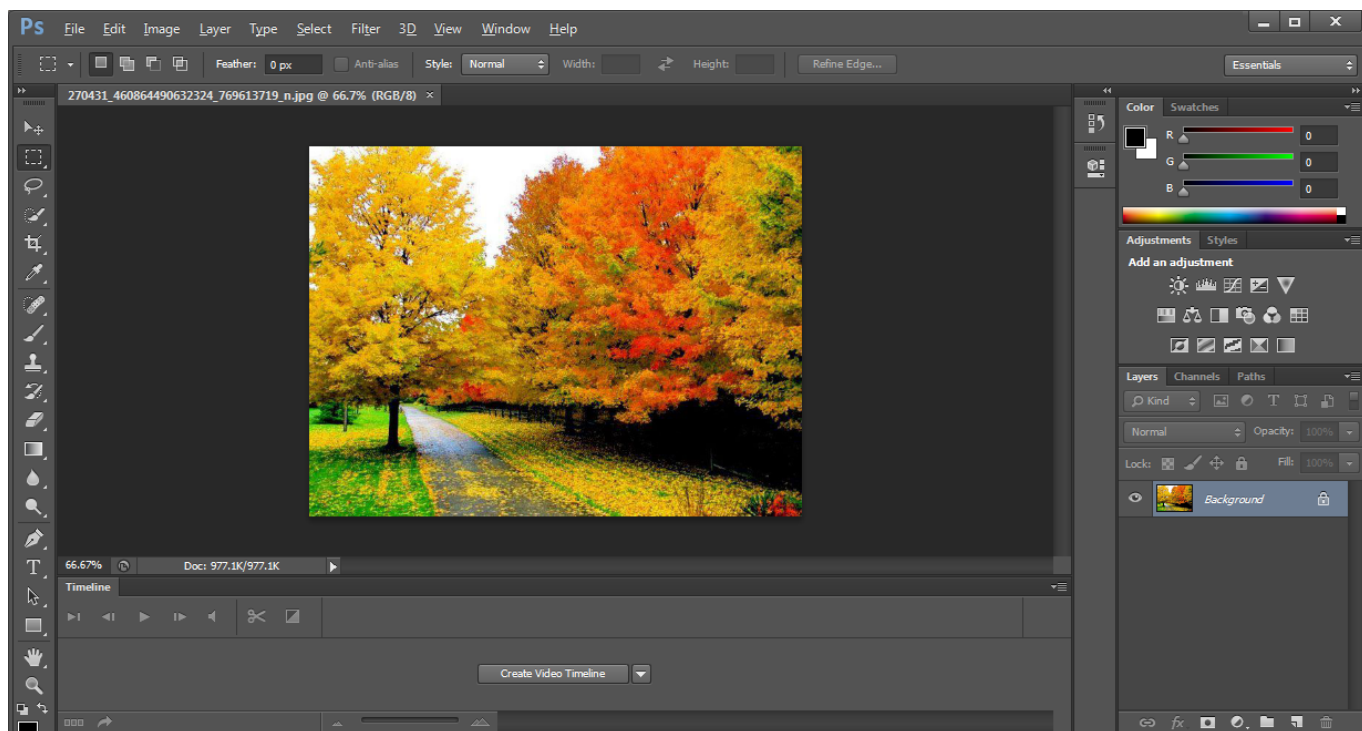 Ps File Edit Image Layer Type Select Filter 3D View Window Help
Feather: 0 px Anti-alias Style: Normal Width: Height: Refine Edge... Essentials
270431_460864490632324_769613719_n.jpg @ 66.7% (RGB/8) ×
Color Swatches
R 0
G 0
B 0
Adjustments Styles
Add an adjustment
Layers Channels Paths
Kind T
Normal Opacity: 100%
Lock: Fill: 100%
Background
T
66.67% Doc: 977.1K/977.1K
Timeline
Create Video Timeline
fx